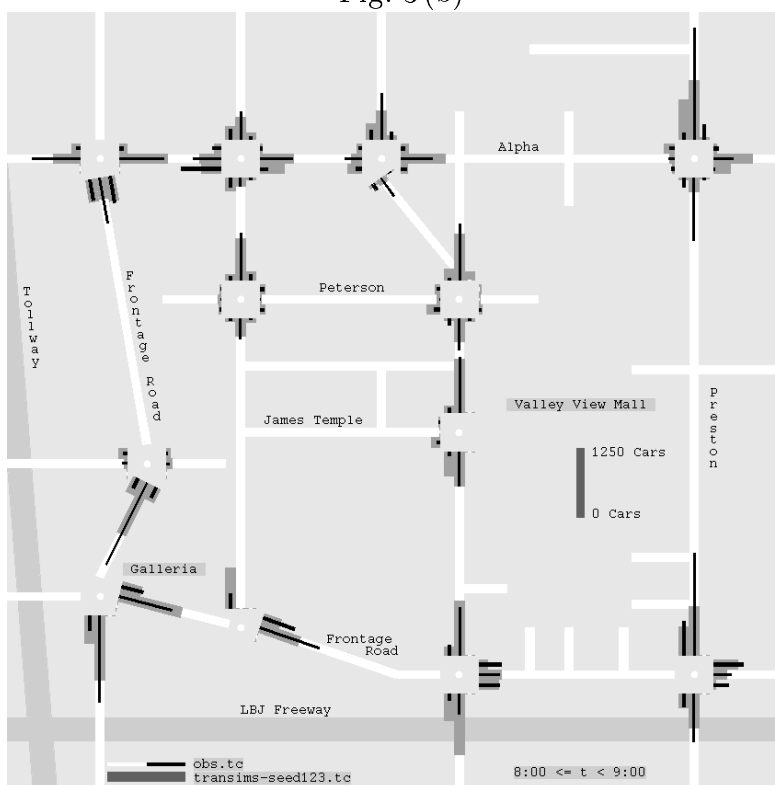 Fig. 3(b)
Alpha
Peterson
Frontage Road
Tollway
James Temple
Valley View Mall
Preston
1250 Cars
0 Cars
Galleria
Frontage
Road
LBJ Freeway
obs.tc
transims-seed123.tc
8:00 <= t < 9:00